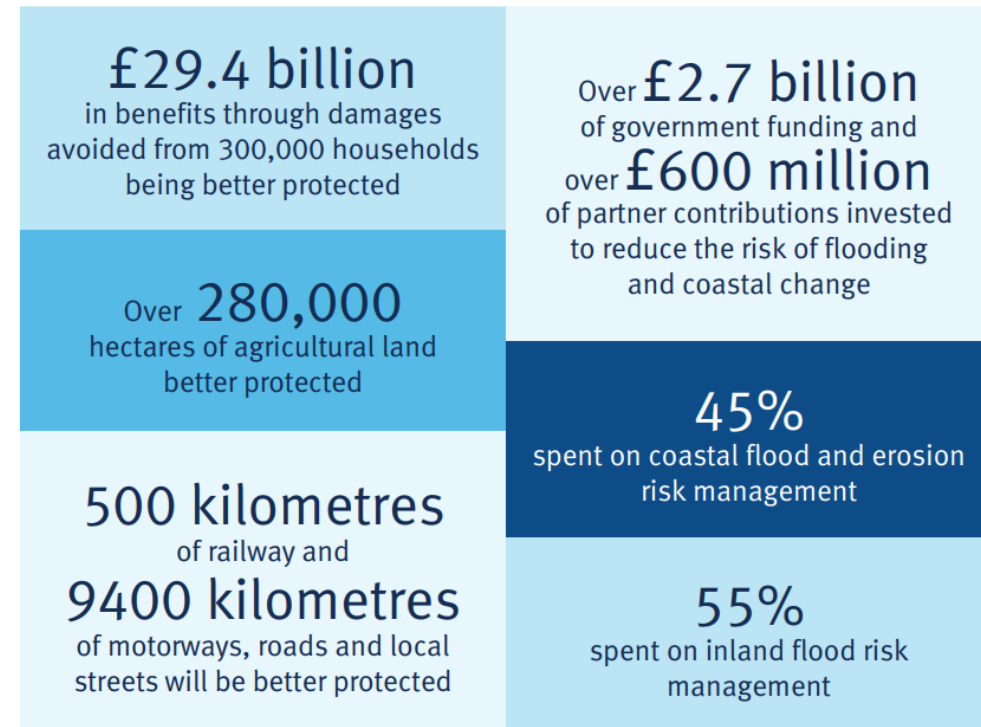 £29.4 billion
in benefits through damages
avoided from 300,000 households
being better protected
Over 280,000
hectares of agricultural land
better protected
500 kilometres
of railway and
9400 kilometres
of motorways, roads and local
streets will be better protected
Over £2.7 billion
of government funding and
over £600 million
of partner contributions invested
to reduce the risk of flooding
and coastal change
45%
spent on coastal flood and erosion
risk management
55%
spent on inland flood risk
management